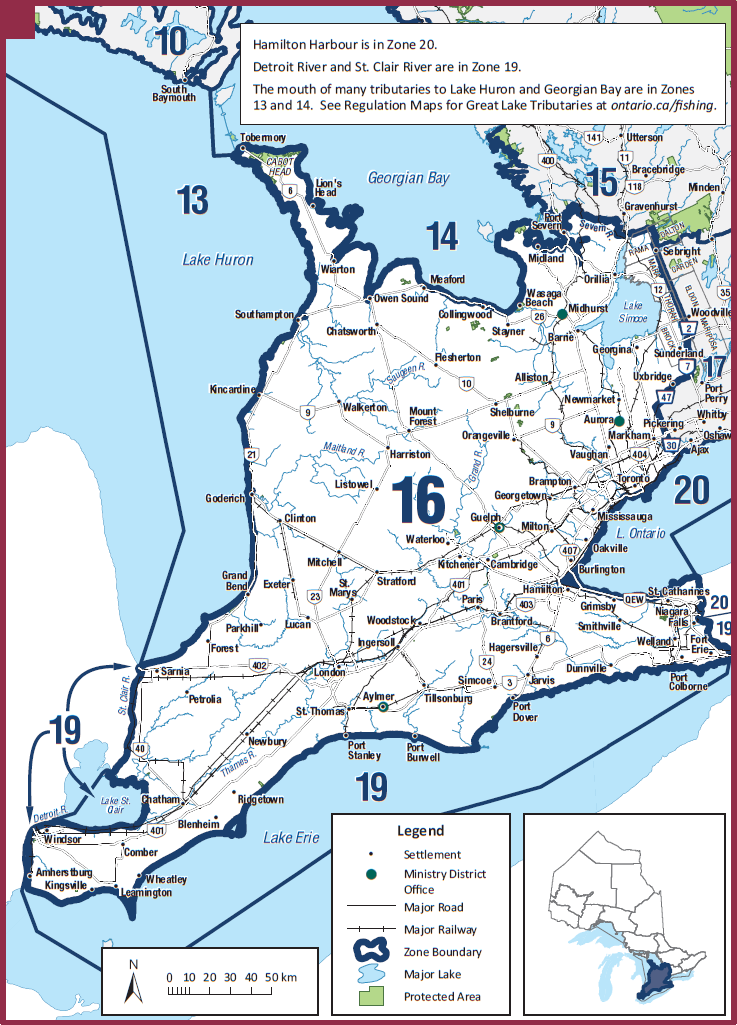 10
Hamilton Harbour is in Zone 20.
Detroit River and St. Clair River are in Zone 19.
The mouth of many tributaries to Lake Huron and Georgian Bay are in Zones
13 and 14.  See Regulation Maps for Great Lake Tributaries at ontario.ca/fishing.
South
Baymouth
Tobermory
CABOT
HEAD
6
Lion's
Head
Georgian Bay
13
14
15
141
Utterson
400
11
Bracebridge
118
Minden
Gravenhurst
Port
Severn
Severn
DALTON
RAMA
Sebright
Lake Huron
Wiarton
Meaford
Midland
Orillia
MARA
CARDEN
Owen Sound
Wasaga
Beach
Collingwood
26
Midhurst
Lake
Simcoe
12
THORAH
ELDON
35
Woodville
Southampton
Chatsworth
Stayner
Barrie
BROCK
MARIPOSA
2
Georgina
Sunderland
Flesherton
Saugeen R.
10
Alliston
7
17
Uxbridge
Kincardine
Walkerton
9
Mount
Forest
Shelburne
Newmarket
47
Port
Perry
Aurora
Pickering
Whitby
Orangeville
9
Markham
30
Oshawa
Ajax
21
Maitland R.
Harriston
Grand R.
Vaughan
404
Listowel
16
Brampton
Toronto
20
Goderich
Georgetown
Clinton
Guelph
Milton
Mississauga
L. Ontario
Waterloo
Oakville
407
Mitchell
Kitchener
Cambridge
Burlington
Grand
Bend
Exeter
St.
Marys
Stratford
401
Hamilton
St. Catharines
23
Paris
403
QEW
Grimsby
Niagara
Falls
20
Parkhill
Lucan
Woodstock
Brantford
Smithville
19
Forest
Ingersoll
6
Hagersville
Welland
Fort
Erie
402
24
Sarnia
London
Dunnville
St. Clair R.
Petrolia
Aylmer
Simcoe
3
Jarvis
Port
Colborne
St. Thomas
Tillsonburg
Port
Dover
19
40
Newbury
Port
Stanley
Port
Burwell
Thames R.
19
Lake St.
Clair
Chatham
Ridgetown
Detroit R.
401
Blenheim
Lake Erie
Windsor
Comber
Amherstburg
Wheatley
Kingsville
Leamington
Legend
Settlement
Ministry District
Office
Major Road
Major Railway
Zone Boundary
Major Lake
Protected Area
N
0 10 20 30 40 50 km